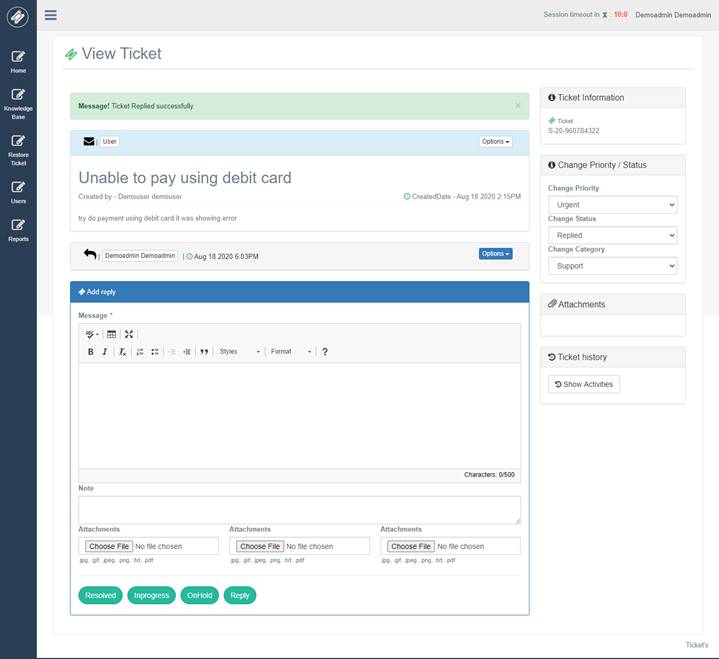 Session timeout in : 10:0 Demoadmin Demoadmin
Home
Knowledge
Base
Restore
Ticket
Users
Reports
View Ticket
Message! Ticket Replied successfully. ×
| User Options
Unable to pay using debit card
Created by - Demouser demouser CreatedDate - Aug 18 2020 2:15PM
try do payment using debit card it was showing error
| Demoadmin Demoadmin | Aug 18 2020 6:03PM Options
Add reply
Message *
B I Tx Styles Format ?
Characters: 0/500
Note
Attachments Attachments Attachments
Choose File No file chosen Choose File No file chosen Choose File No file chosen
.jpg, .gif, .jpeg, .png, .txt, .pdf .jpg, .gif, .jpeg, .png, .txt, .pdf .jpg, .gif, .jpeg, .png, .txt, .pdf
Resolved Inprogress OnHold Reply
Ticket Information
Ticket
S-20-960784322
Change Priority / Status
Change Priority
Urgent
Change Status
Replied
Change Category
Support
Attachments
Ticket history
Show Activities
Ticket's